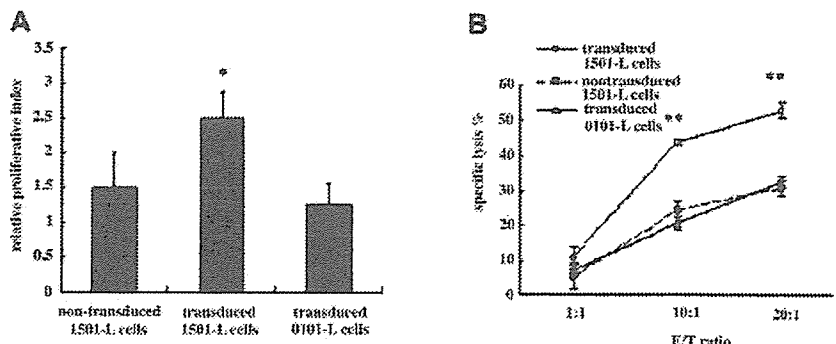 A
relative proliferative index
3.5
3
2.5
2
1.5
1
0.5
0
*
non-transduced
1501-L cells
transduced
1501-L cells
transduced
0101-L cells
B
transduced
1501-L cells
nontransduced
1501-L cells
transduced
0101-L cells
specific lysis %
60
50
40
30
20
10
0
**
**
1:1
10:1
20:1
E/T ratio